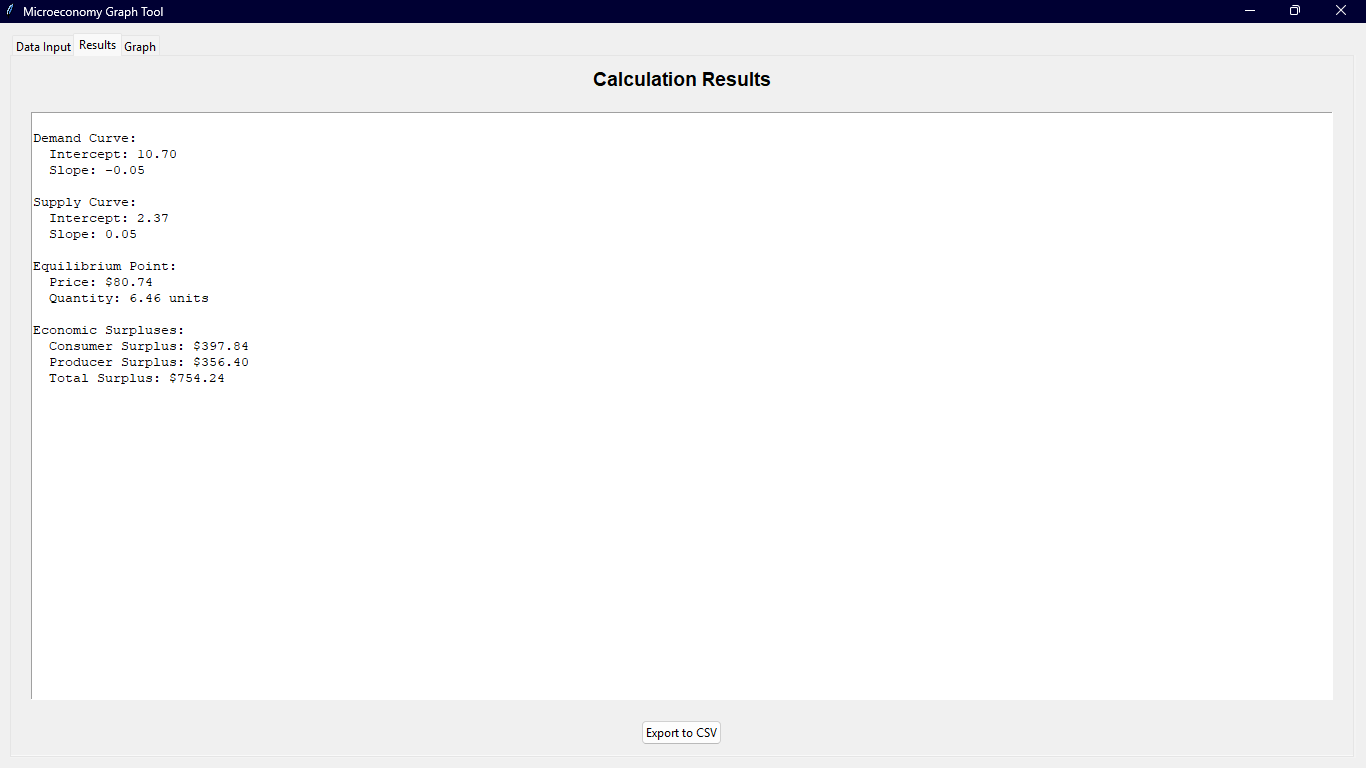 Microeconomy Graph Tool
Data Input Results Graph
Calculation Results
Demand Curve:
Intercept: 10.70
Slope: -0.05
Supply Curve:
Intercept: 2.37
Slope: 0.05
Equilibrium Point:
Price: $80.74
Quantity: 6.46 units
Economic Surpluses:
Consumer Surplus: $397.84
Producer Surplus: $356.40
Total Surplus: $754.24
Export to CSV